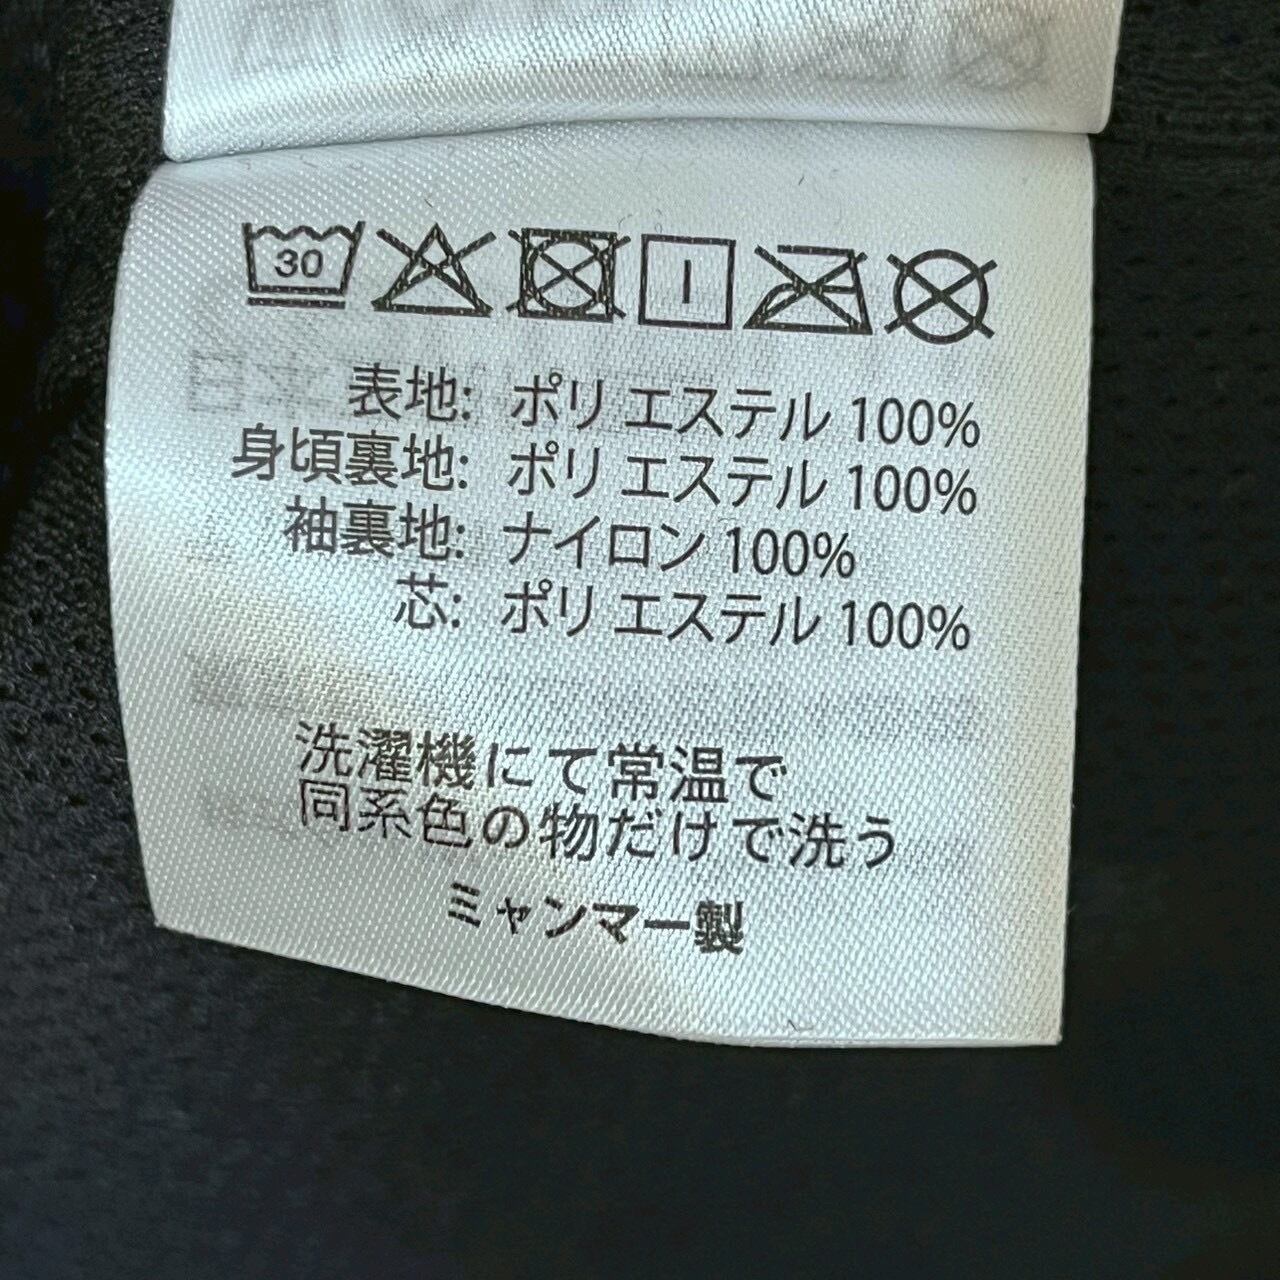 30
表地: ポリエステル 100%
身頃裏地: ポリエステル 100%
袖裏地: ナイロン 100%
芯: ポリエステル 100%
洗濯機にて常温で
同系色の物だけで洗う
ミャンマー製